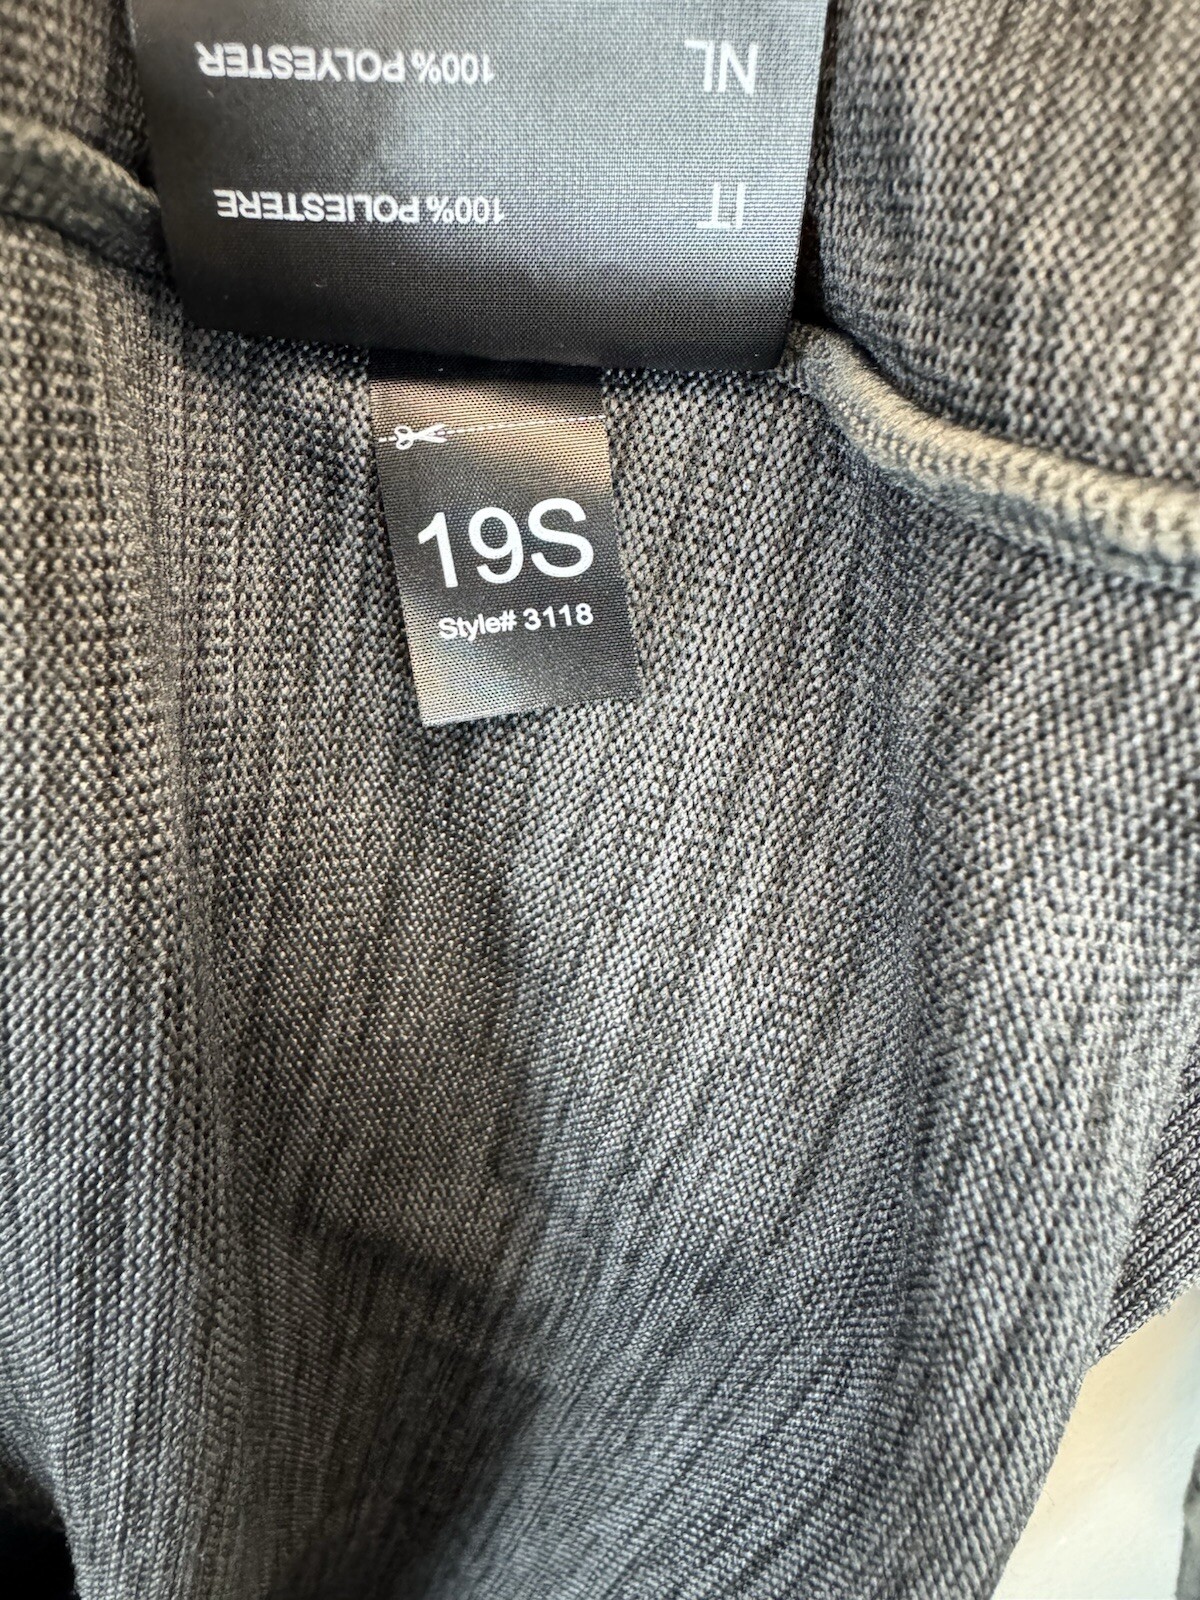 IT 100% POLIESTERE
NL 100% POLYESTER
19S
Style# 3118